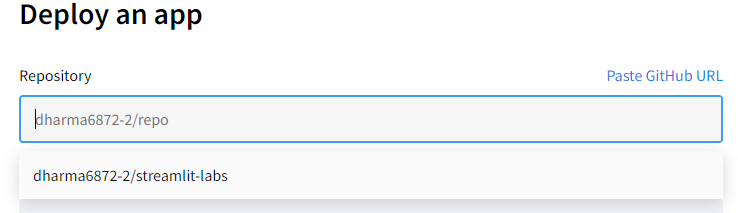 Deploy an app
Repository Paste GitHub URL
dharma6872-2/repo
dharma6872-2/streamlit-labs